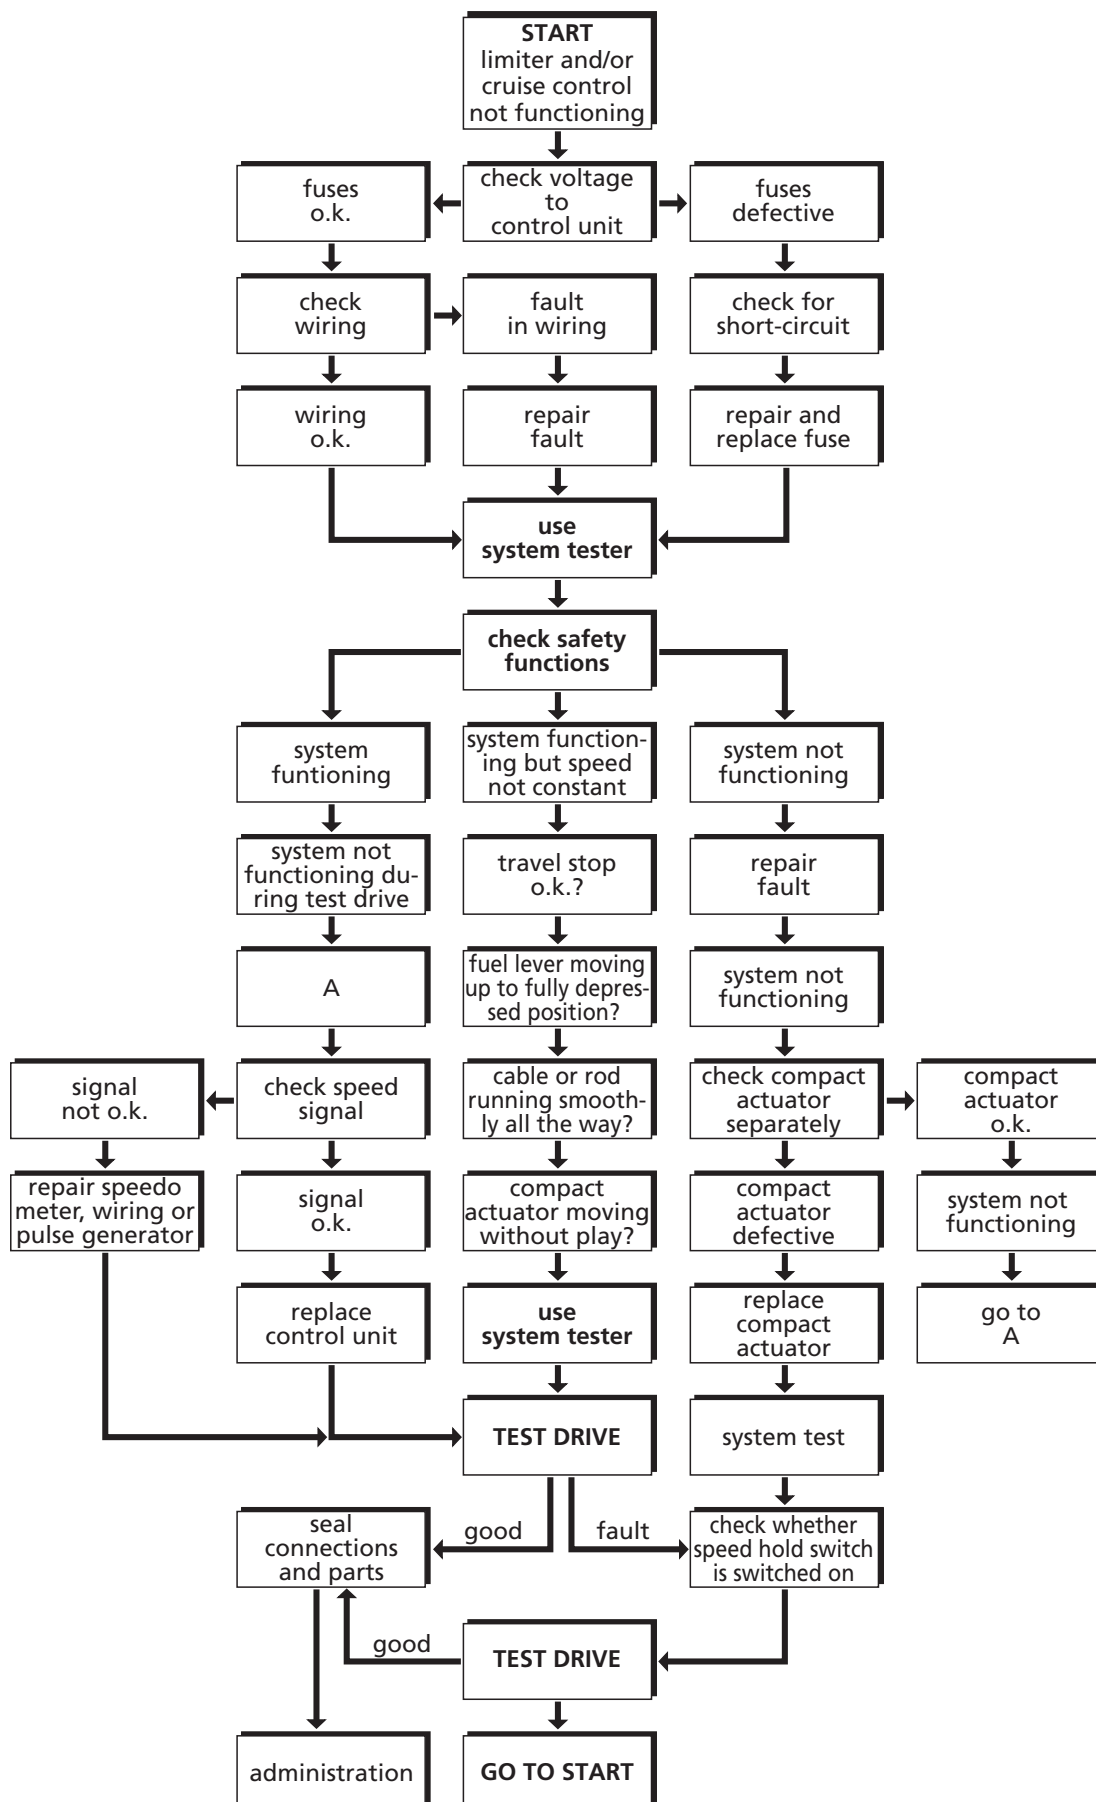 START
limiter and/or
cruise control
not functioning
fuses
o.k.
check voltage
to
control unit
fuses
defective
check
wiring
fault
in wiring
check for
short-circuit
wiring
o.k.
repair
fault
repair and
replace fuse
use
system tester
check safety
functions
system
funtioning
system function-
ing but speed
not constant
system not
functioning
system not
functioning du-
ring test drive
travel stop
o.k.?
repair
fault
A
fuel lever moving
up to fully depres-
sed position?
system not
functioning
signal
not o.k.
check speed
signal
cable or rod
running smooth-
ly all the way?
check compact
actuator
separately
compact
actuator
o.k.
repair speedo
meter, wiring or
pulse generator
signal
o.k.
compact
actuator moving
without play?
compact
actuator
defective
system not
functioning
replace
control unit
use
system tester
replace
compact
actuator
go to
A
TEST DRIVE
system test
seal
connections
and parts
good
fault
check whether
speed hold switch
is switched on
good
TEST DRIVE
administration
GO TO START